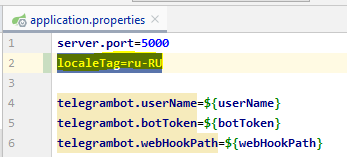 application.properties
1 server.port=5000
2 localeTag=ru-RU
3
4 telegrambot.userName=${userName}
5 telegrambot.botToken=${botToken}
6 telegrambot.webHookPath=${webHookPath}